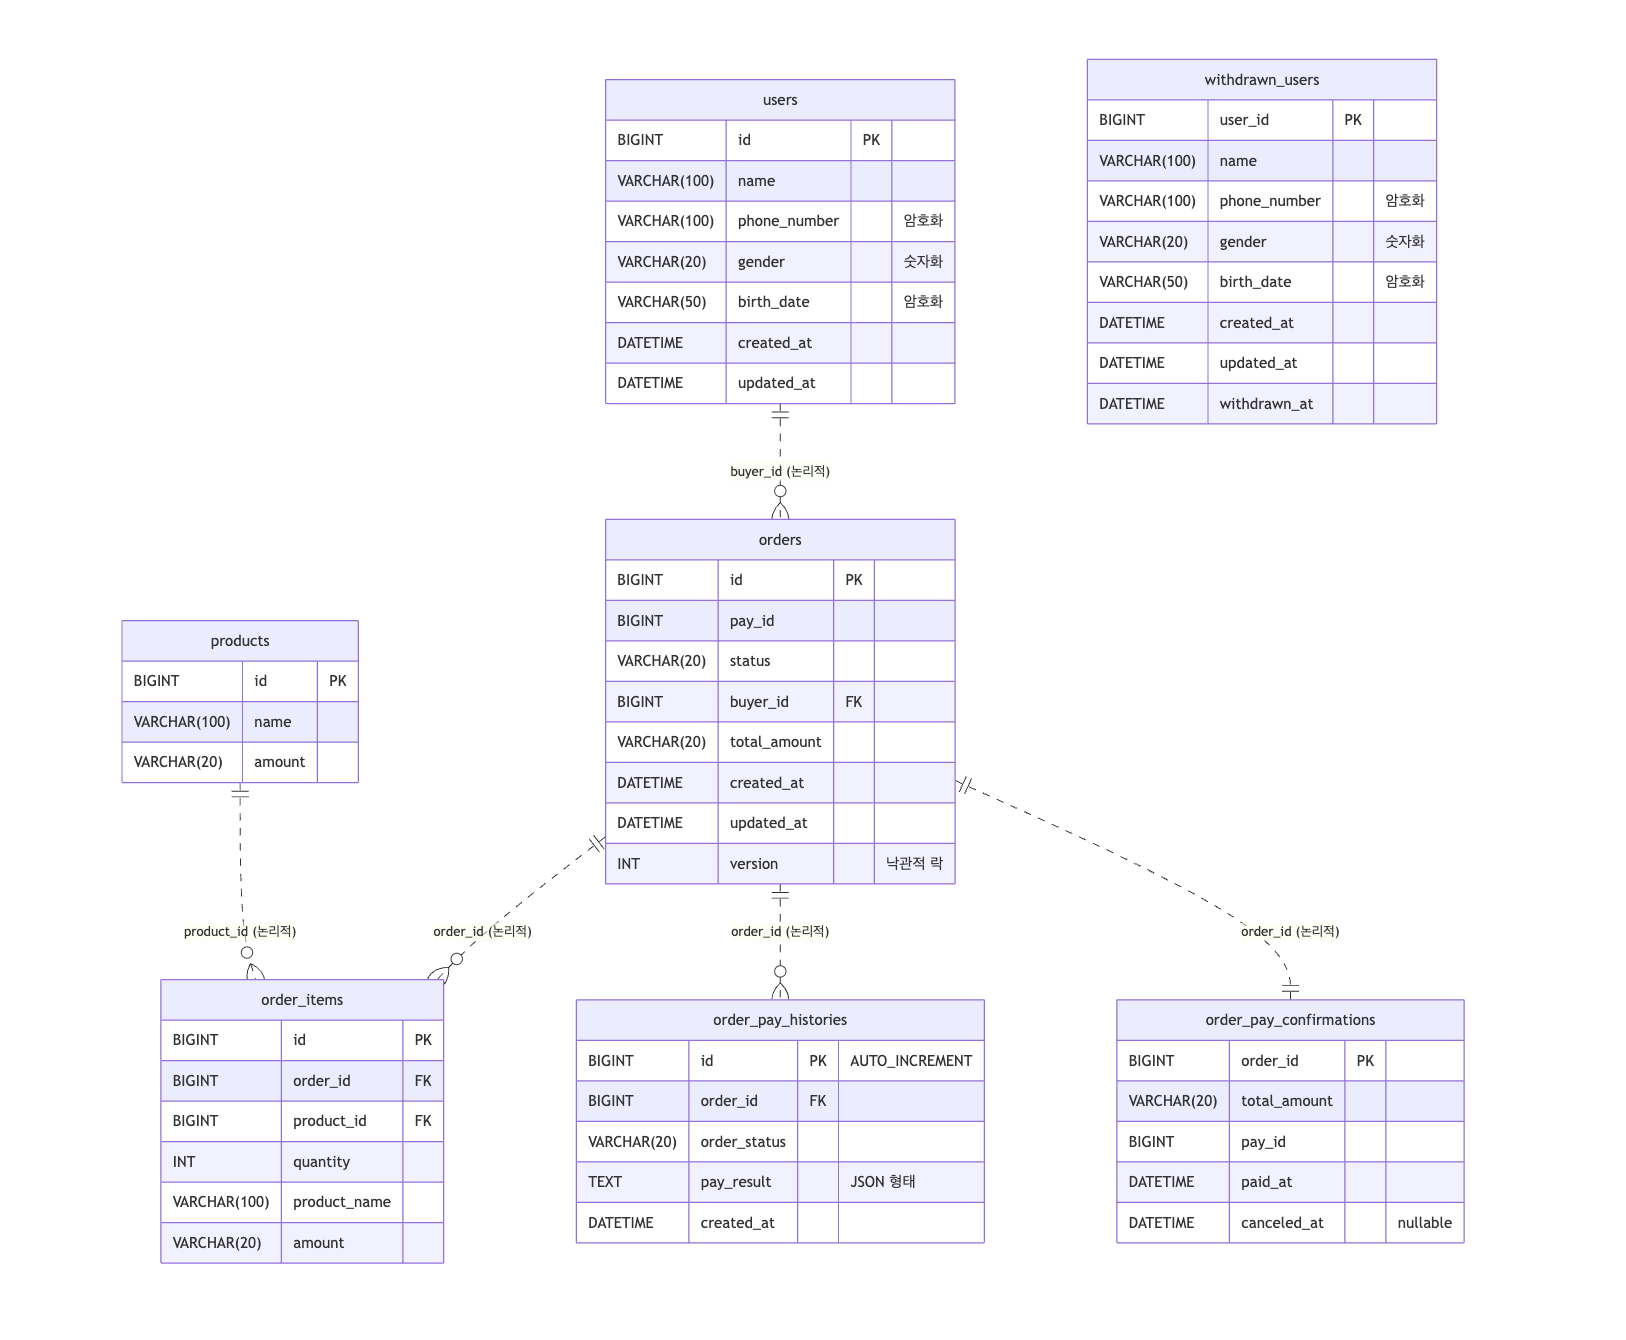 users
BIGINT id PK
VARCHAR(100) name
VARCHAR(100) phone_number 암호화
VARCHAR(20) gender 숫자화
VARCHAR(50) birth_date 암호화
DATETIME created_at
DATETIME updated_at
withdrawn_users
BIGINT user_id PK
VARCHAR(100) name
VARCHAR(100) phone_number 암호화
VARCHAR(20) gender 숫자화
VARCHAR(50) birth_date 암호화
DATETIME created_at
DATETIME updated_at
DATETIME withdrawn_at
buyer_id (논리적)
orders
BIGINT id PK
BIGINT pay_id
VARCHAR(20) status
BIGINT buyer_id FK
VARCHAR(20) total_amount
DATETIME created_at
DATETIME updated_at
INT version 낙관적 락
products
BIGINT id PK
VARCHAR(100) name
VARCHAR(20) amount
product_id (논리적)
order_id (논리적)
order_id (논리적)
order_id (논리적)
order_items
BIGINT id PK
BIGINT order_id FK
BIGINT product_id FK
INT quantity
VARCHAR(100) product_name
VARCHAR(20) amount
order_pay_histories
BIGINT id PK AUTO_INCREMENT
BIGINT order_id FK
VARCHAR(20) order_status
TEXT pay_result JSON 형태
DATETIME created_at
order_pay_confirmations
BIGINT order_id PK
VARCHAR(20) total_amount
BIGINT pay_id
DATETIME paid_at
DATETIME canceled_at nullable